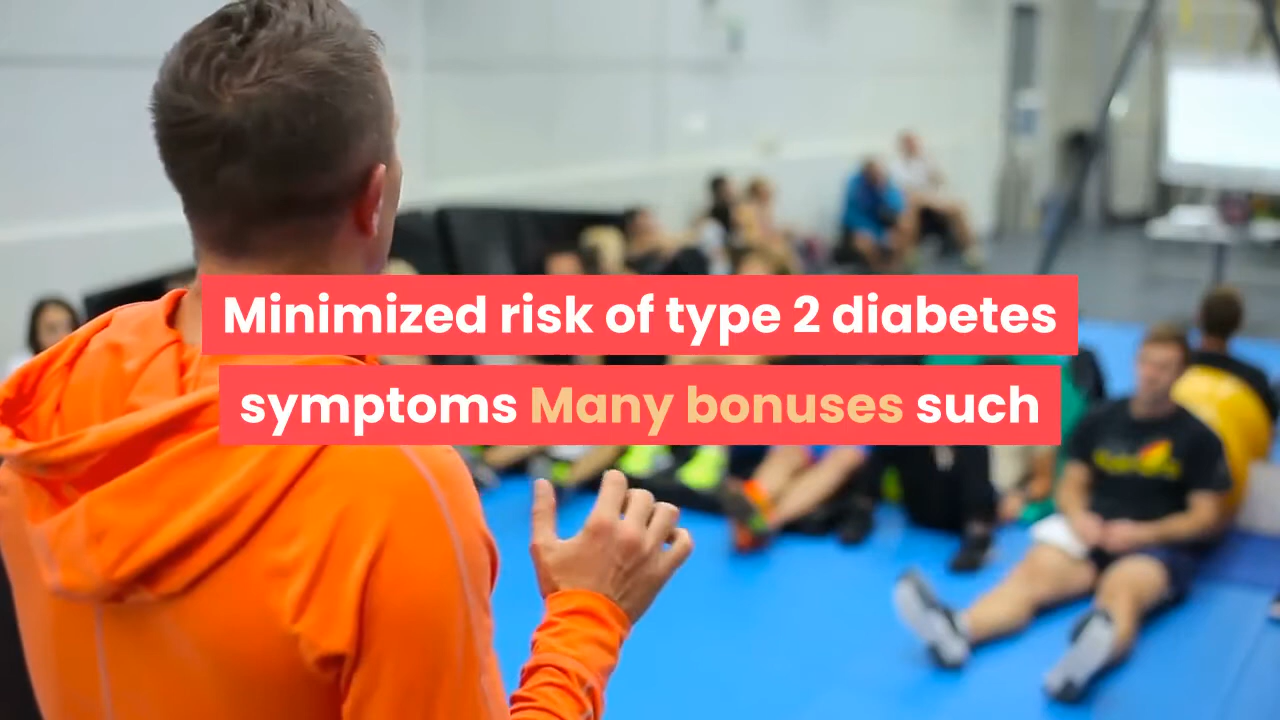 Minimized risk of type 2 diabetes
symptoms Many bonuses such